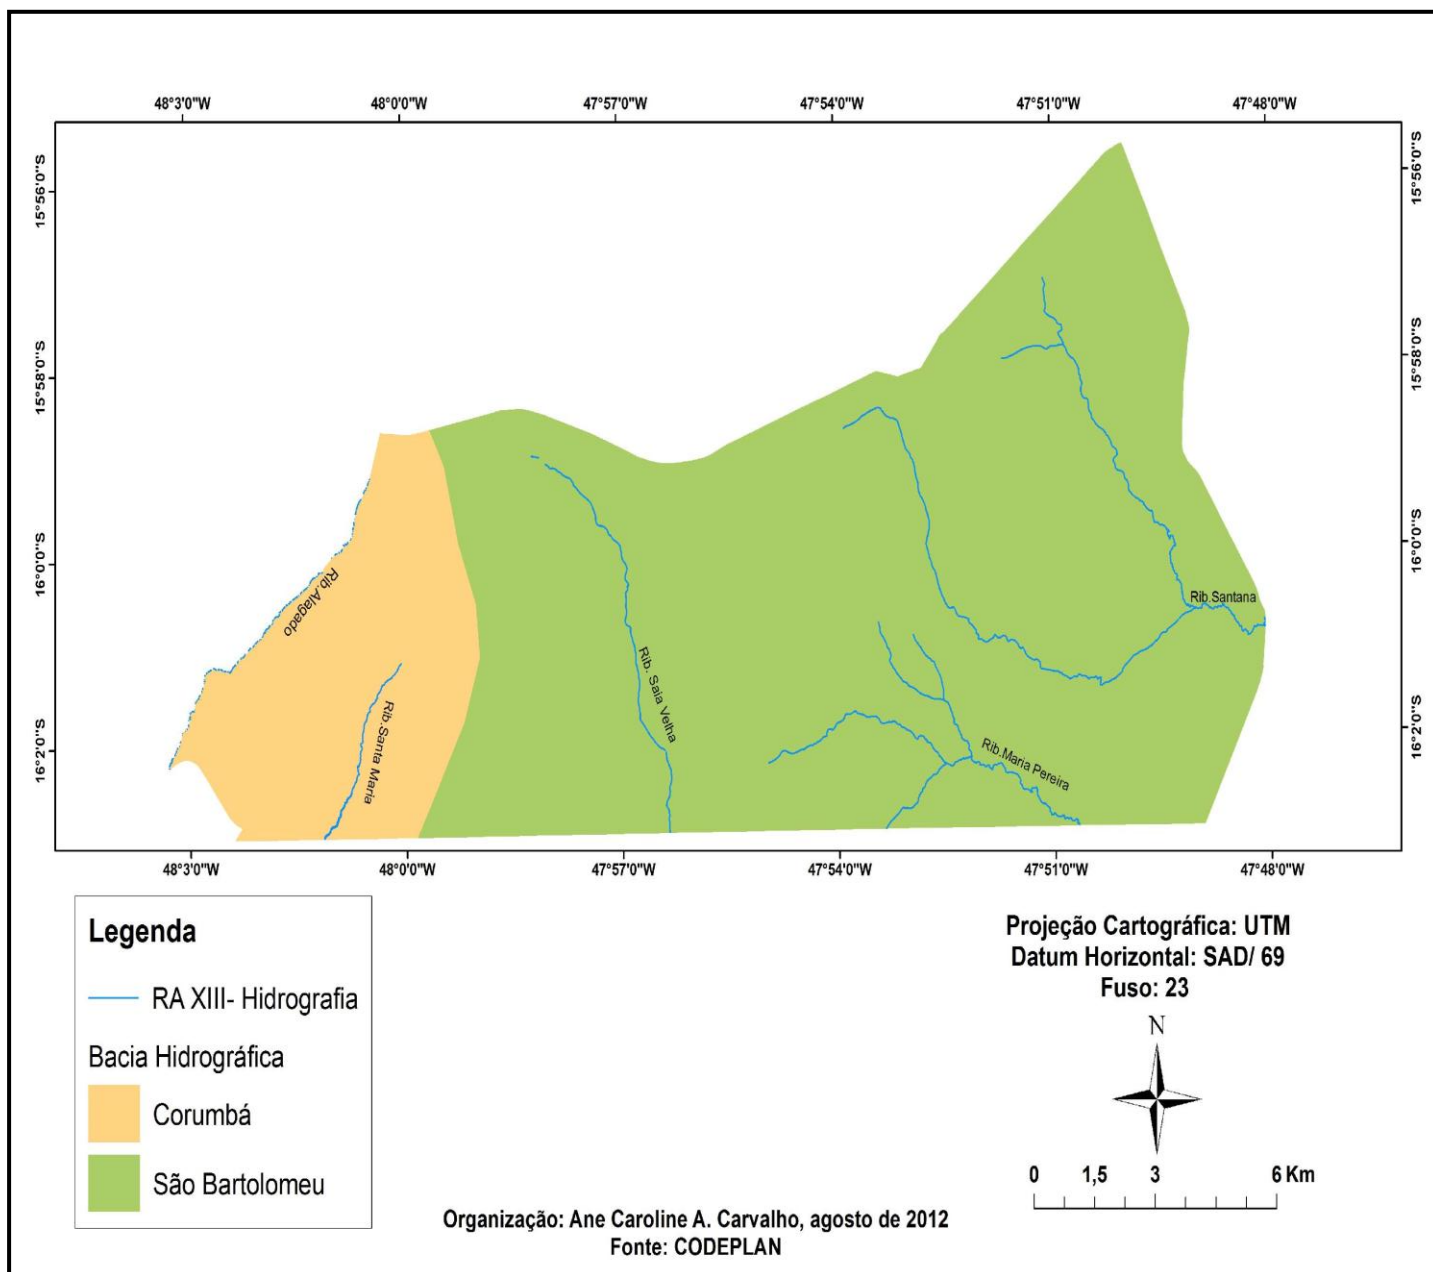 48°3'0"W 48°0'0"W 47°57'0"W 47°54'0"W 47°51'0"W 47°48'0"W
15°56'0"S
15°58'0"S
16°0'0"S
16°2'0"S
15°56'0"S
15°58'0"S
16°0'0"S
16°2'0"S
Rib.Alagado
Rib.Santa Maria
Rib. Saia Velha
Rib.Maria Pereira
Rib.Santana
48°3'0"W 48°0'0"W 47°57'0"W 47°54'0"W 47°51'0"W 47°48'0"W
Legenda
RA XIII- Hidrografia
Bacia Hidrográfica
Corumbá
São Bartolomeu
Projeção Cartográfica: UTM
Datum Horizontal: SAD/ 69
Fuso: 23
N
0 1,5 3 6 Km
Organização: Ane Caroline A. Carvalho, agosto de 2012
Fonte: CODEPLAN